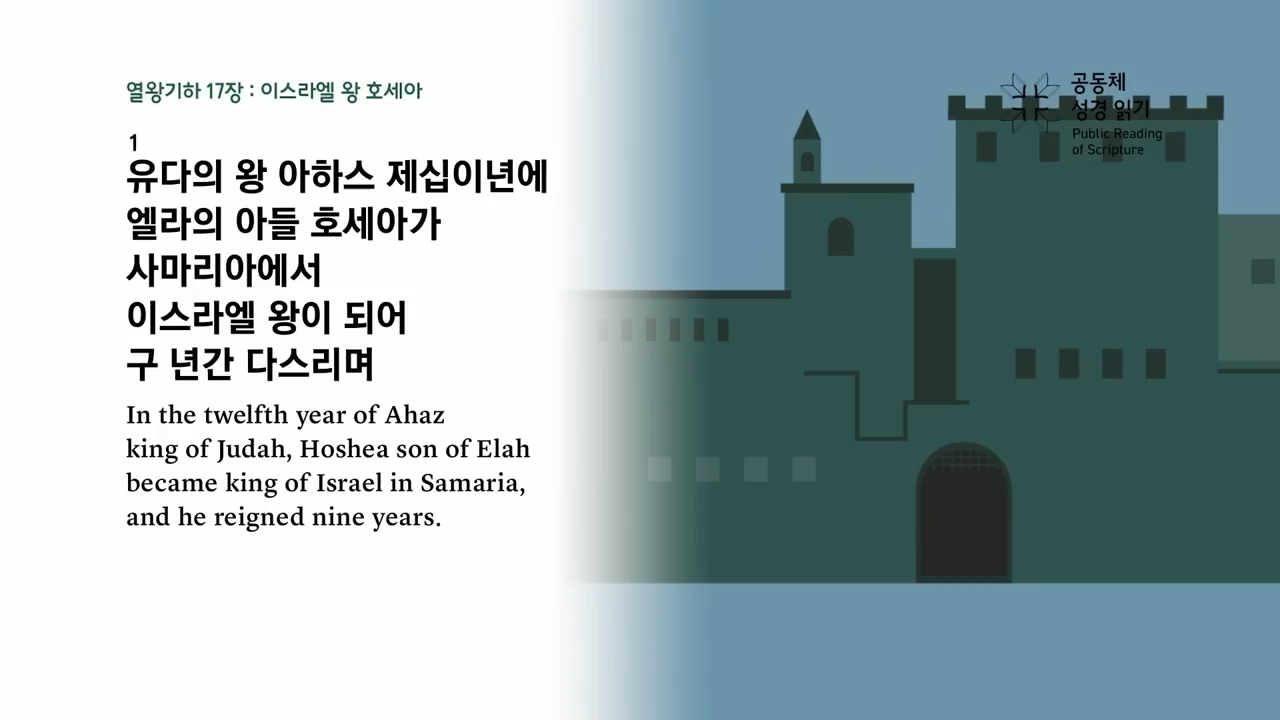 열왕기하 17장 : 이스라엘 왕 호세아
1
유다의 왕 아하스 제십이년에
엘라의 아들 호세아가
사마리아에서
이스라엘 왕이 되어
구 년간 다스리며
In the twelfth year of Ahaz
king of Judah, Hoshea son of Elah
became king of Israel in Samaria,
and he reigned nine years.
공동체
성경 읽기
Public Reading
of Scripture